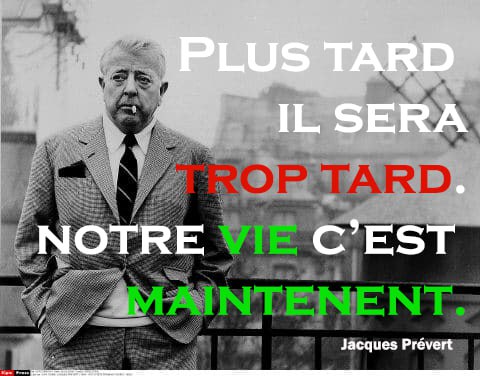 PLUS TARD
IL SERA
TROP TARD.
NOTRE VIE C’EST
MAINTENENT.
Jacques Prévert